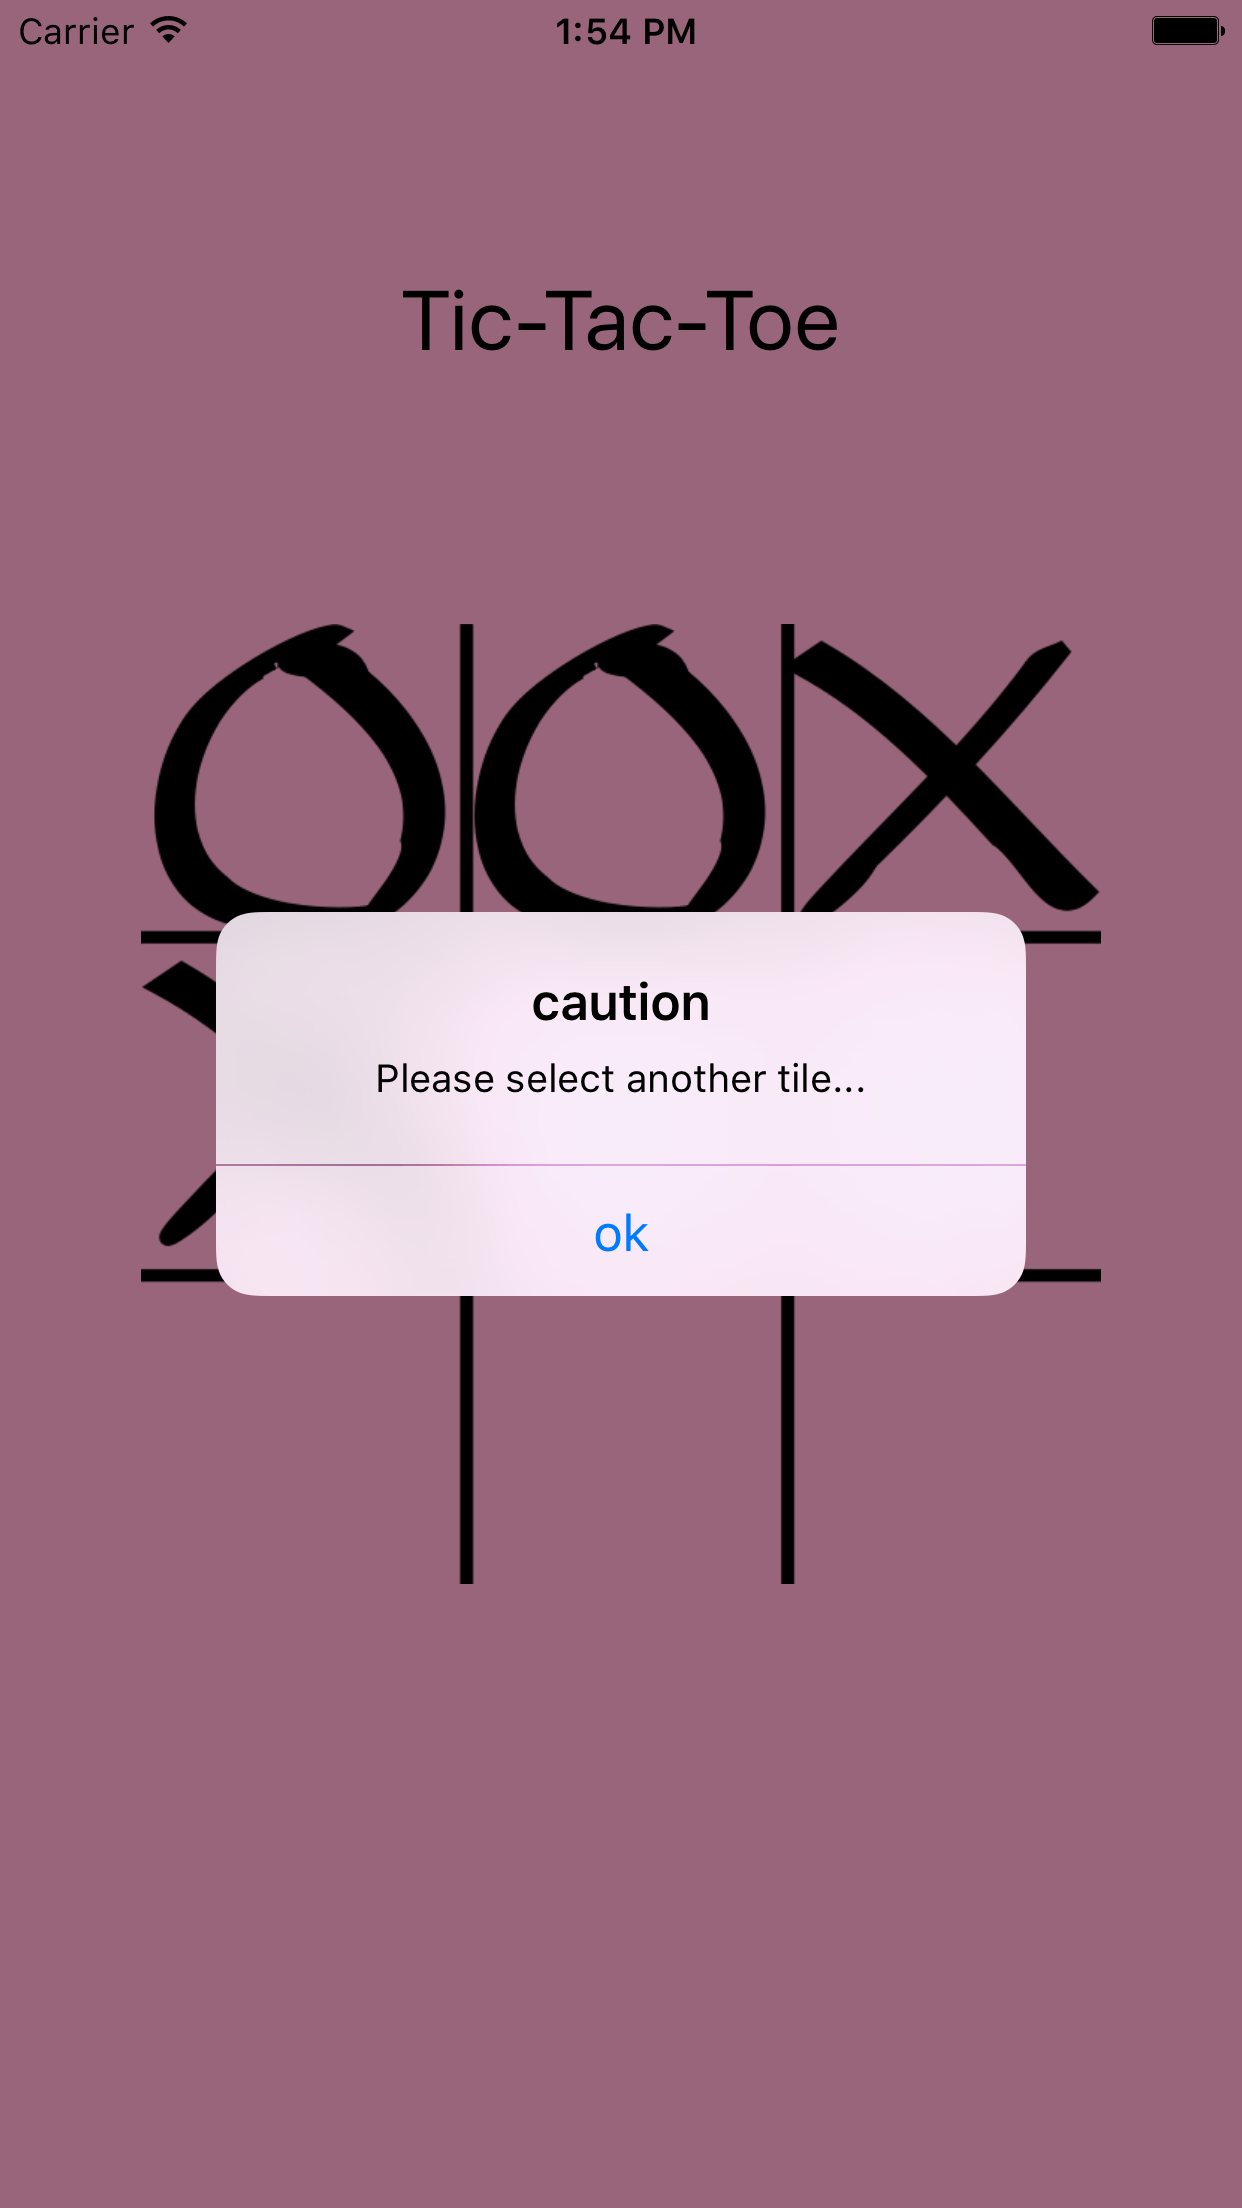 Carrier 1:54 PM
Tic-Tac-Toe
O O X
caution
Please select another tile...
ok